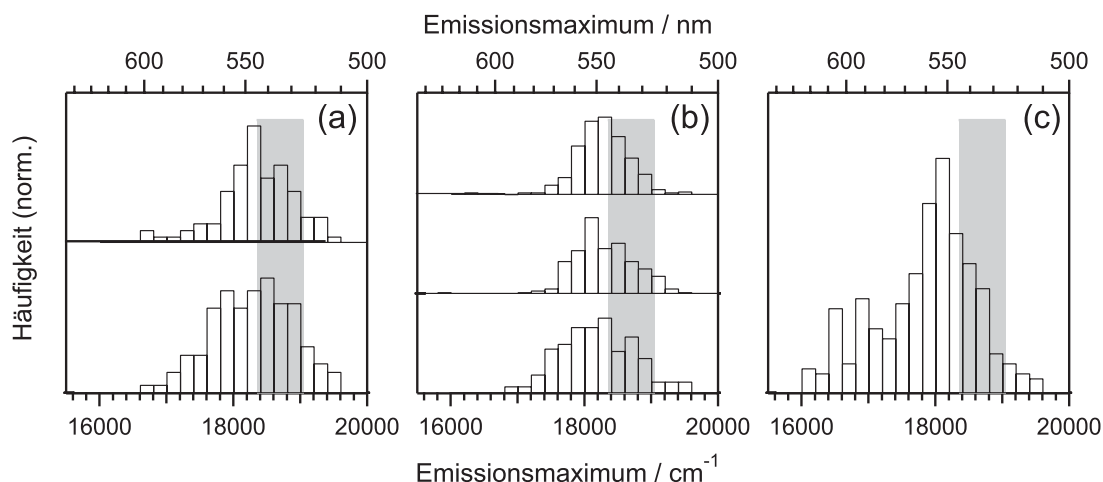 Emissionsmaximum / nm
600 550 500 600 550 500 600 550 500
(a) (b) (c)
Häufigkeit (norm.)
16000 18000 20000 16000 18000 20000 16000 18000 20000
Emissionsmaximum / cm⁻¹